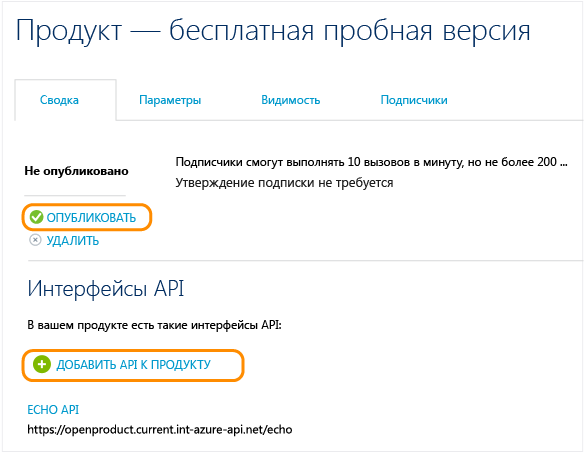 Продукт — бесплатная пробная версия
Сводка Параметры Видимость Подписчики
Не опубликовано
Подписчики смогут выполнять 10 вызовов в минуту, но не более 200 ...
Утверждение подписки не требуется
ОПУБЛИКОВАТЬ
УДАЛИТЬ
Интерфейсы API
В вашем продукте есть такие интерфейсы API:
ДОБАВИТЬ API К ПРОДУКТУ
ECHO API
https://openproduct.current.int-azure-api.net/echo